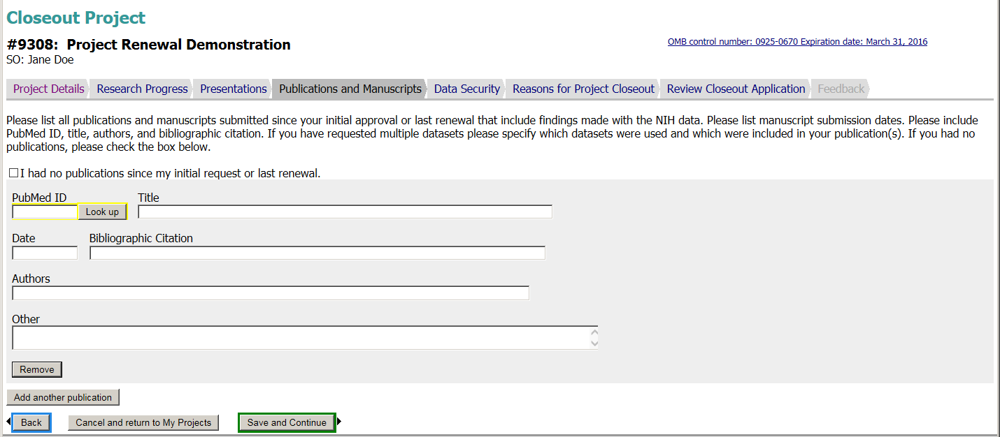 Closeout Project
#9308: Project Renewal Demonstration
OMB control number: 0925-0670 Expiration date: March 31, 2016
SO: Jane Doe
Project Details Research Progress Presentations Publications and Manuscripts Data Security Reasons for Project Closeout Review Closeout Application Feedback
Please list all publications and manuscripts submitted since your initial approval or last renewal that include findings made with the NIH data. Please list manuscript submission dates. Please include
PubMed ID, title, authors, and bibliographic citation. If you have requested multiple datasets please specify which datasets were used and which were included in your publication(s). If you had no
publications, please check the box below.
I had no publications since my initial request or last renewal.
PubMed ID Title
Look up
Date Bibliographic Citation
Authors
Other
Remove
Add another publication
Back Cancel and return to My Projects Save and Continue